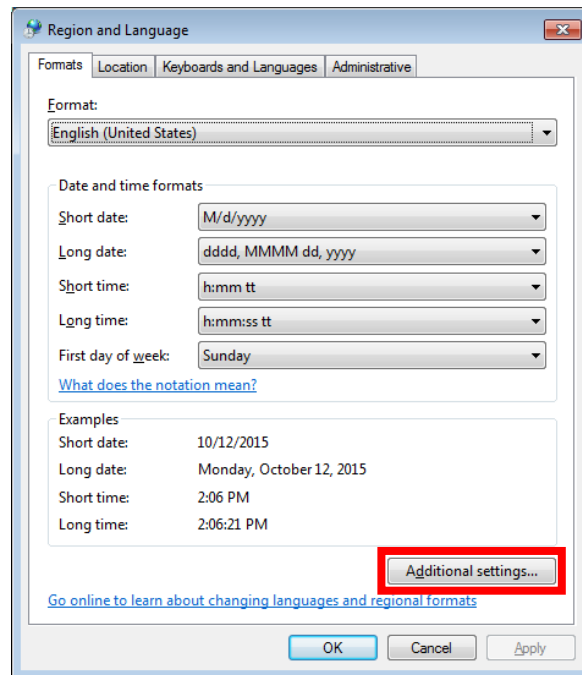 Region and Language
Formats Location Keyboards and Languages Administrative
Format:
English (United States)
Date and time formats
Short date: M/d/yyyy
Long date: dddd, MMMM dd, yyyy
Short time: h:mm tt
Long time: h:mm:ss tt
First day of week: Sunday
What does the notation mean?
Examples
Short date: 10/12/2015
Long date: Monday, October 12, 2015
Short time: 2:06 PM
Long time: 2:06:21 PM
Additional settings...
Go online to learn about changing languages and regional formats
OK Cancel Apply